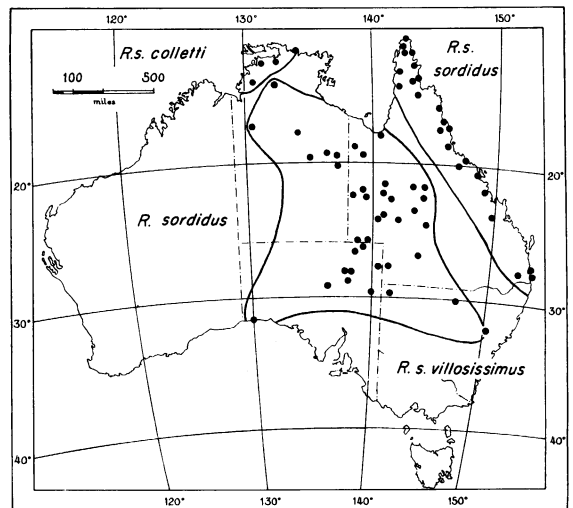 120° 130° 140° 150°
R.s. colletti
R.s. sordidus
100 500
miles
20° 20°
R. sordidus
30° 30°
R. s. villosissimus
40° 40°
120° 130° 140° 150°